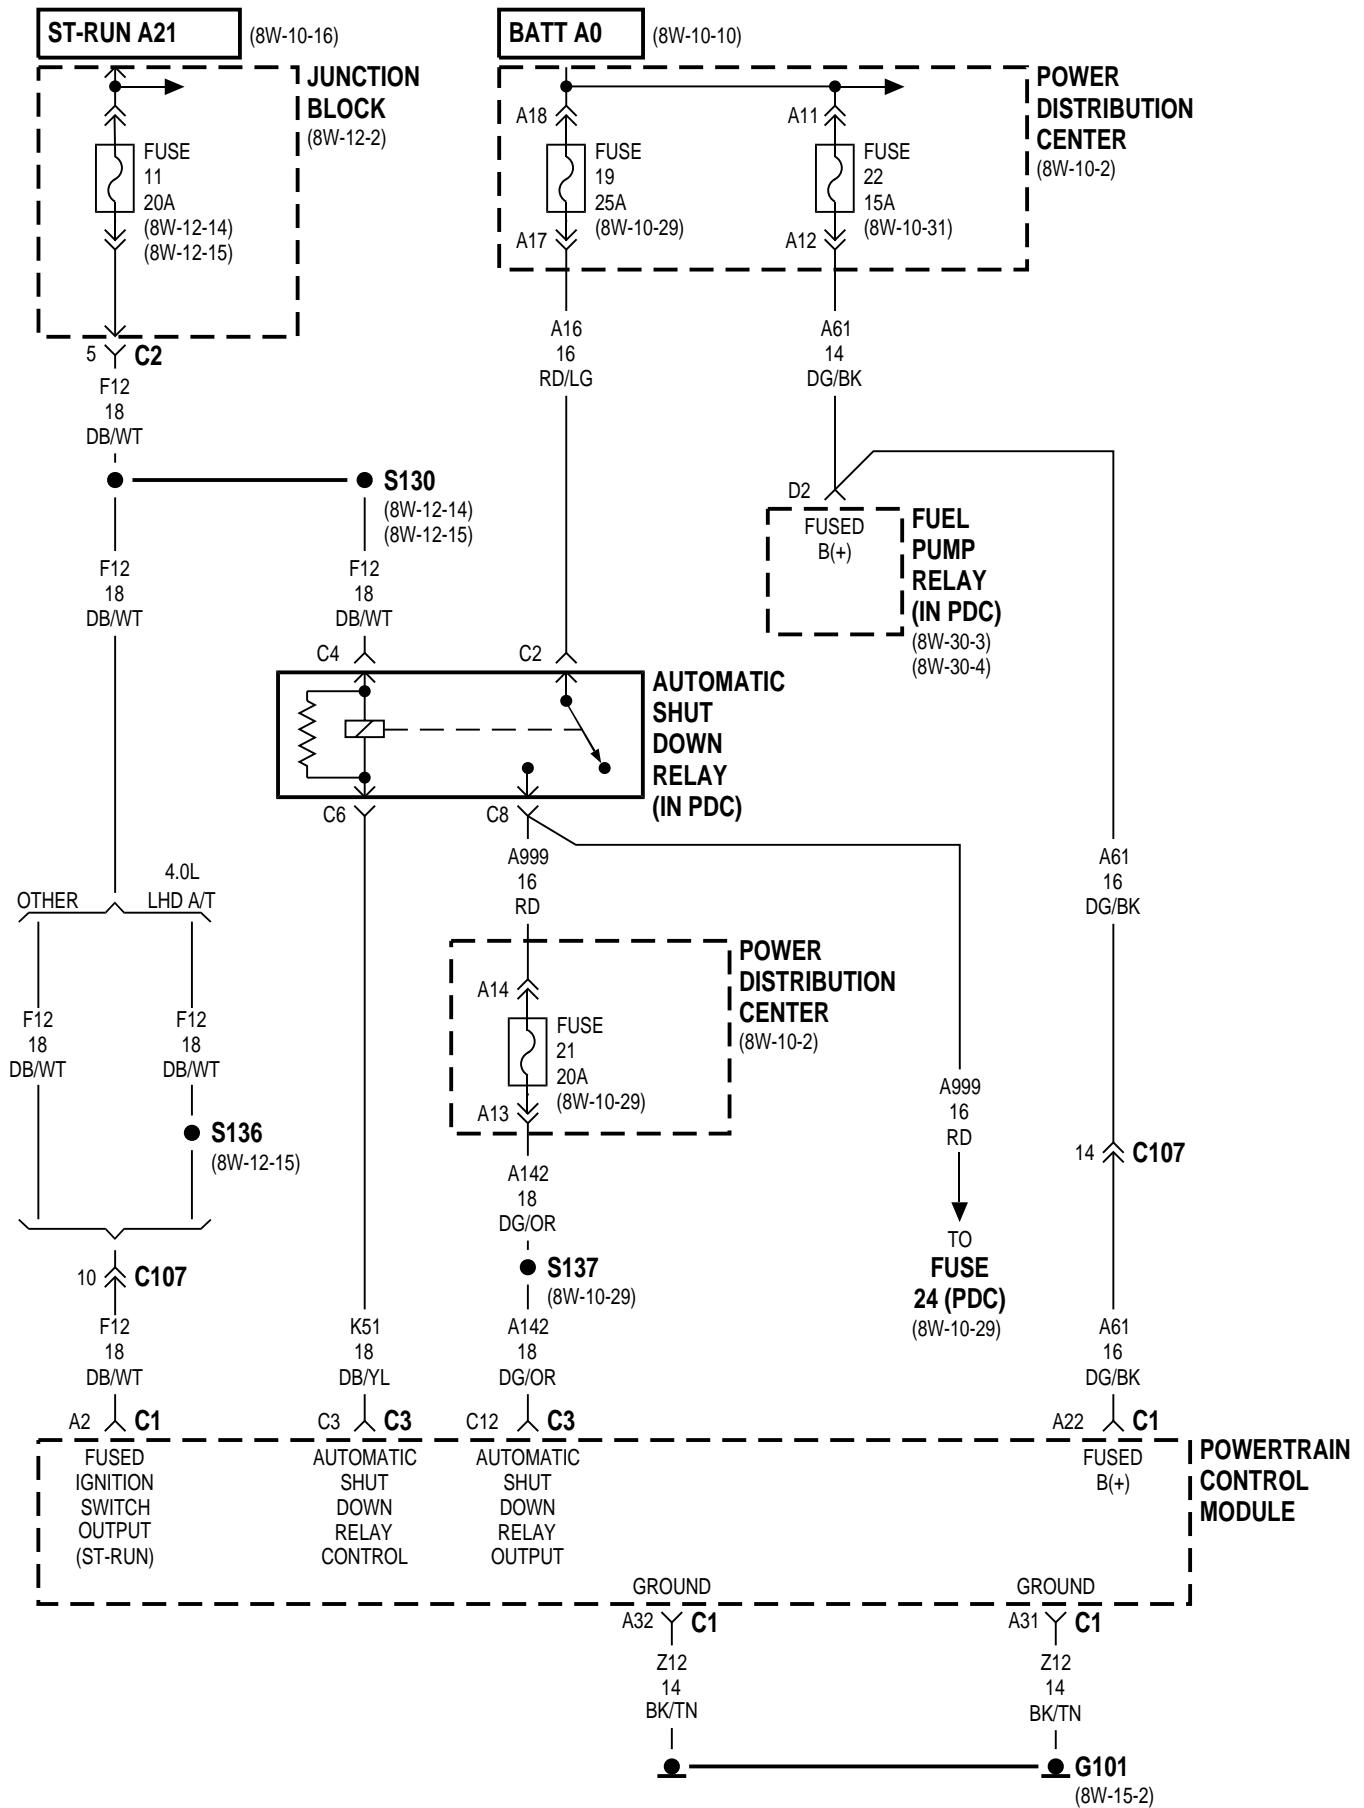 ST-RUN A21
(8W-10-16)
BATT A0
(8W-10-10)
JUNCTION
BLOCK
(8W-12-2)
FUSE
11
20A
(8W-12-14)
(8W-12-15)
A18
FUSE
19
25A
(8W-10-29)
A17
A11
FUSE
22
15A
(8W-10-31)
A12
POWER
DISTRIBUTION
CENTER
(8W-10-2)
5
C2
F12
18
DB/WT
A16
16
RD/LG
A61
14
DG/BK
S130
(8W-12-14)
(8W-12-15)
D2
FUSED
B(+)
FUEL
PUMP
RELAY
(IN PDC)
(8W-30-3)
(8W-30-4)
F12
18
DB/WT
F12
18
DB/WT
C4
C2
AUTOMATIC
SHUT
DOWN
RELAY
(IN PDC)
C6
C8
A999
16
RD
A61
16
DG/BK
OTHER
4.0L
LHD A/T
POWER
DISTRIBUTION
CENTER
(8W-10-2)
A14
FUSE
21
20A
(8W-10-29)
A13
F12
18
DB/WT
F12
18
DB/WT
A999
16
RD
S136
(8W-12-15)
14
C107
A142
18
DG/OR
TO
FUSE
24 (PDC)
(8W-10-29)
S137
(8W-10-29)
10
C107
F12
18
DB/WT
K51
18
DB/YL
A142
18
DG/OR
A61
16
DG/BK
A2
C1
C3
C3
C12
C3
A22
C1
FUSED
IGNITION
SWITCH
OUTPUT
(ST-RUN)
AUTOMATIC
SHUT
DOWN
RELAY
CONTROL
AUTOMATIC
SHUT
DOWN
RELAY
OUTPUT
FUSED
B(+)
POWERTRAIN
CONTROL
MODULE
GROUND
GROUND
A32
C1
A31
C1
Z12
14
BK/TN
Z12
14
BK/TN
G101
(8W-15-2)